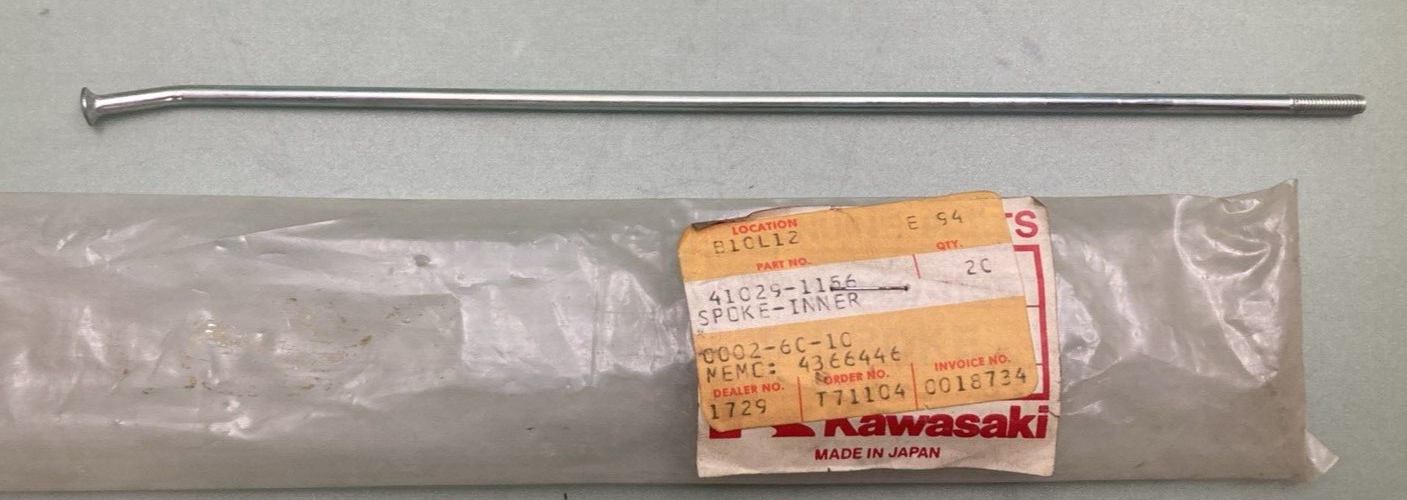 TS
LOCATION
B10L12 E 94
PART NO. QTY.
41029-1156 20
SPOKE-INNER
0002-6C-10
MEMO: 4366446
DEALER NO. ORDER NO. INVOICE NO.
1729 T71104 0018734
Kawasaki
MADE IN JAPAN